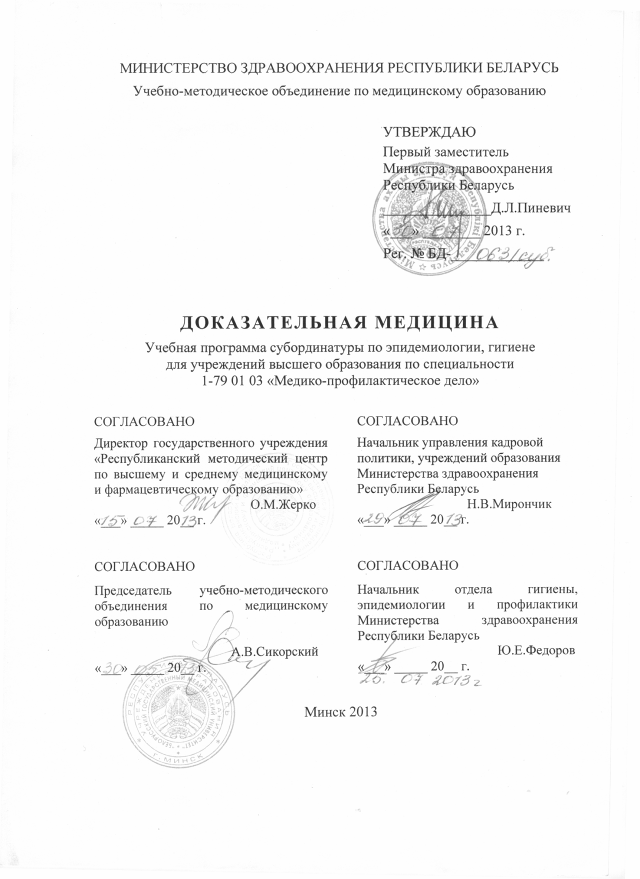 МИНИСТЕРСТВО ЗДРАВООХРАНЕНИЯ РЕСПУБЛИКИ БЕЛАРУСЬ
Учебно-методическое объединение по медицинскому образованию
УТВЕРЖДАЮ
Первый заместитель
Министра здравоохранения
Республики Беларусь
Д.Л.Пиневич
«30» 07 2013 г.
Рег. № БД- 063/суб.
ДОКАЗАТЕЛЬНАЯ МЕДИЦИНА
Учебная программа субординатуры по эпидемиологии, гигиене
для учреждений высшего образования по специальности
1-79 01 03 «Медико-профилактическое дело»
СОГЛАСОВАНО
Директор государственного учреждения
«Республиканский методический центр
по высшему и среднему медицинскому
и фармацевтическому образованию»
О.М.Жерко
«15» 07 2013г.
СОГЛАСОВАНО
Начальник управления кадровой
политики, учреждений образования
Министерства здравоохранения
Республики Беларусь
Н.В.Мирончик
«29» 07 2013г.
СОГЛАСОВАНО
Председатель учебно-методического
объединения по медицинскому
образованию
А.В.Сикорский
«30» 05 2013г.
СОГЛАСОВАНО
Начальник отдела гигиены,
эпидемиологии и профилактики
Министерства здравоохранения
Республики Беларусь
Ю.Е.Федоров
« » 20 г.
25. 07 2013 г
г. МИНСК
Минск 2013